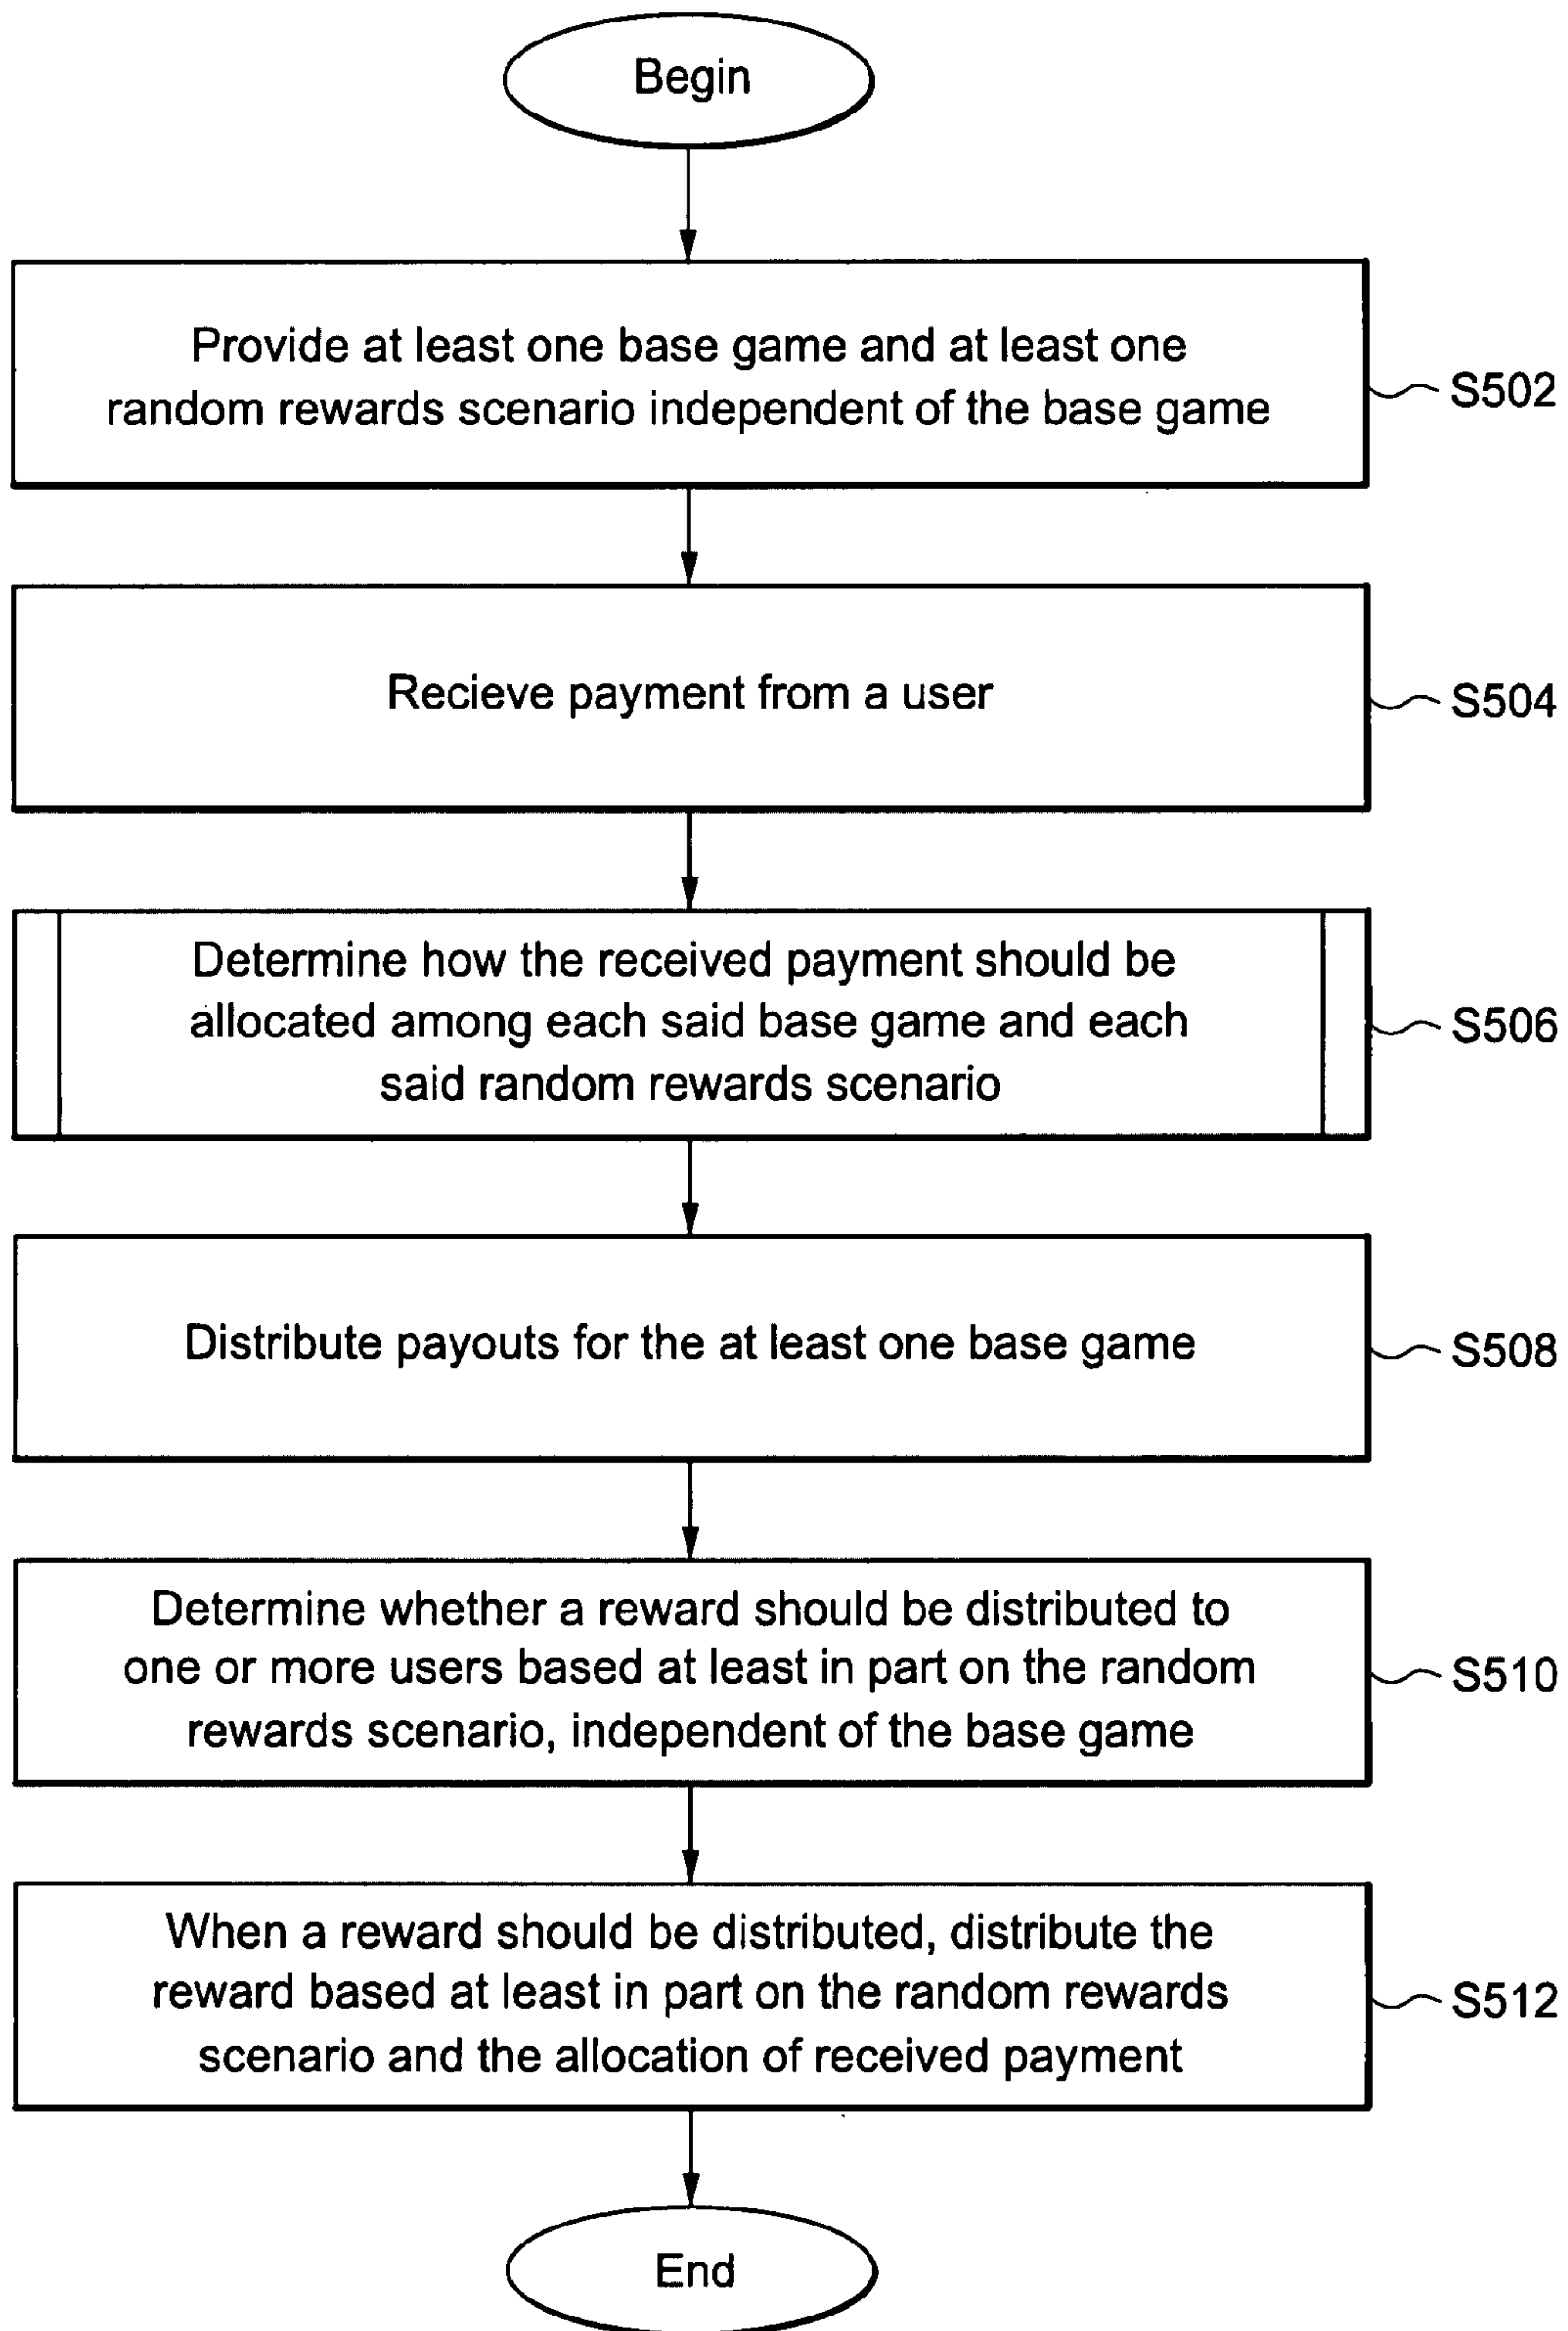 Begin
Provide at least one base game and at least one
random rewards scenario independent of the base game
S502
Recieve payment from a user
S504
Determine how the received payment should be
allocated among each said base game and each
said random rewards scenario
S506
Distribute payouts for the at least one base game
S508
Determine whether a reward should be distributed to
one or more users based at least in part on the random
rewards scenario, independent of the base game
S510
When a reward should be distributed, distribute the
reward based at least in part on the random rewards
scenario and the allocation of received payment
S512
End